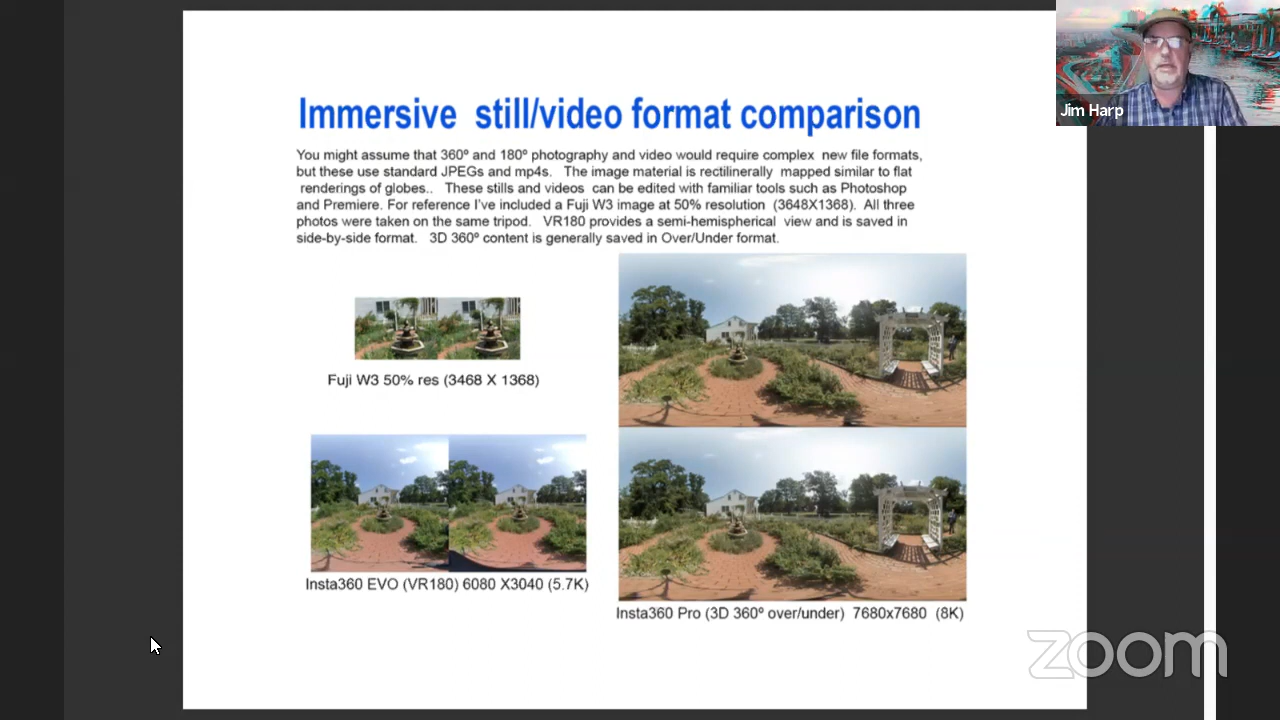 Immersive still/video format comparison
You might assume that 360º and 180º photography and video would require complex new file formats,
but these use standard JPEGs and mp4s. The image material is rectilinerally mapped similar to flat
renderings of globes.. These stills and videos can be edited with familiar tools such as Photoshop
and Premiere. For reference I've included a Fuji W3 image at 50% resolution (3648X1368). All three
photos were taken on the same tripod. VR180 provides a semi-hemispherical view and is saved in
side-by-side format. 3D 360º content is generally saved in Over/Under format.
Fuji W3 50% res (3468 X 1368)
Insta360 EVO (VR180) 6080 X3040 (5.7K)
Insta360 Pro (3D 360º over/under) 7680x7680 (8K)
Jim Harp
zoom